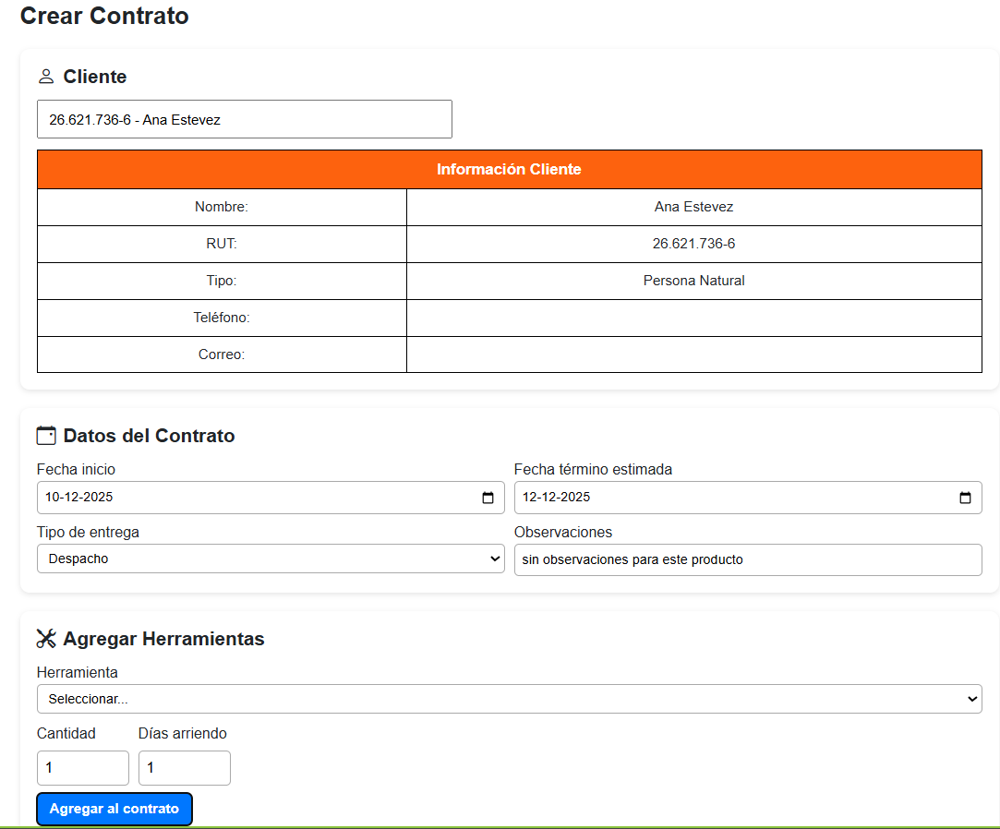 Crear Contrato
Cliente
26.621.736-6 - Ana Estevez
Información Cliente
Nombre: Ana Estevez
RUT: 26.621.736-6
Tipo: Persona Natural
Teléfono:
Correo:
Datos del Contrato
Fecha inicio Fecha término estimada
10-12-2025 12-12-2025
Tipo de entrega Observaciones
Despacho sin observaciones para este producto
Agregar Herramientas
Herramienta
Seleccionar...
Cantidad Días arriendo
1 1
Agregar al contrato